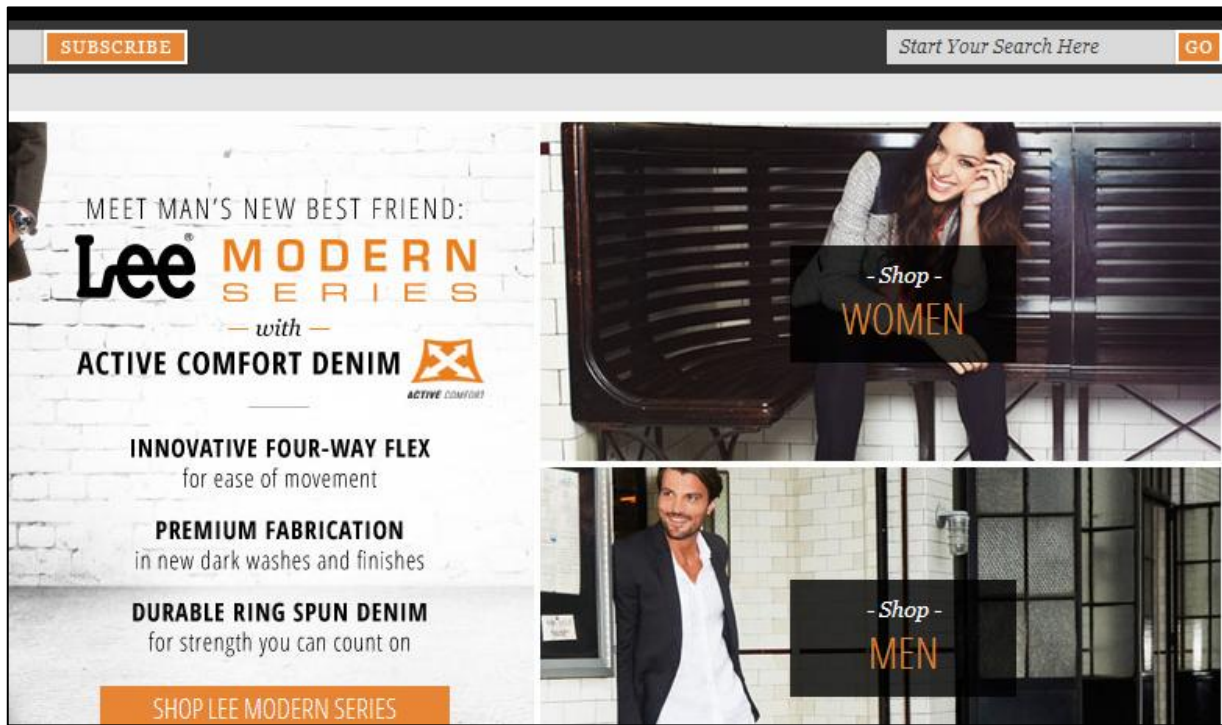 SUBSCRIBE
Start Your Search Here
GO
MEET MAN'S NEW BEST FRIEND:
Lee® MODERN
SERIES
— with —
ACTIVE COMFORT DENIM
ACTIVE COMFORT
INNOVATIVE FOUR-WAY FLEX
for ease of movement
PREMIUM FABRICATION
in new dark washes and finishes
DURABLE RING SPUN DENIM
for strength you can count on
SHOP LEE MODERN SERIES
- Shop -
WOMEN
- Shop -
MEN